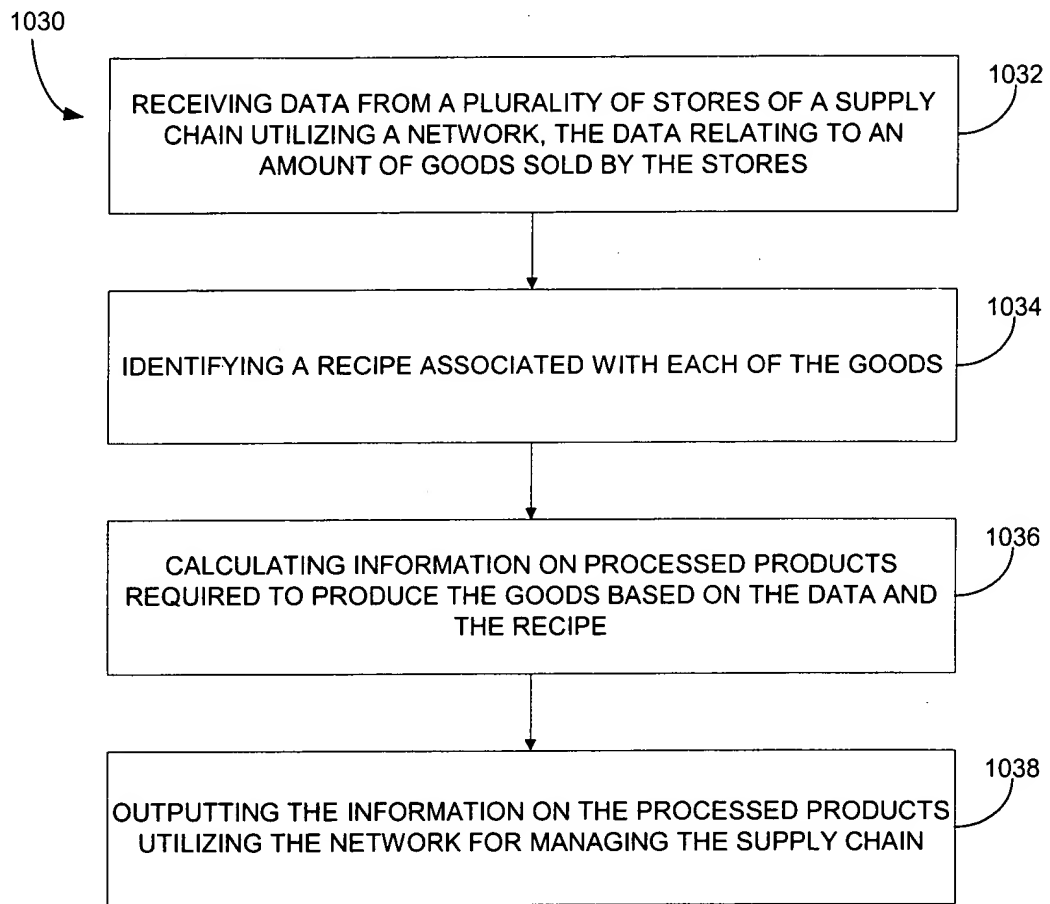 1030
1032
RECEIVING DATA FROM A PLURALITY OF STORES OF A SUPPLY
CHAIN UTILIZING A NETWORK, THE DATA RELATING TO AN
AMOUNT OF GOODS SOLD BY THE STORES
1034
IDENTIFYING A RECIPE ASSOCIATED WITH EACH OF THE GOODS
1036
CALCULATING INFORMATION ON PROCESSED PRODUCTS
REQUIRED TO PRODUCE THE GOODS BASED ON THE DATA AND
THE RECIPE
1038
OUTPUTTING THE INFORMATION ON THE PROCESSED PRODUCTS
UTILIZING THE NETWORK FOR MANAGING THE SUPPLY CHAIN